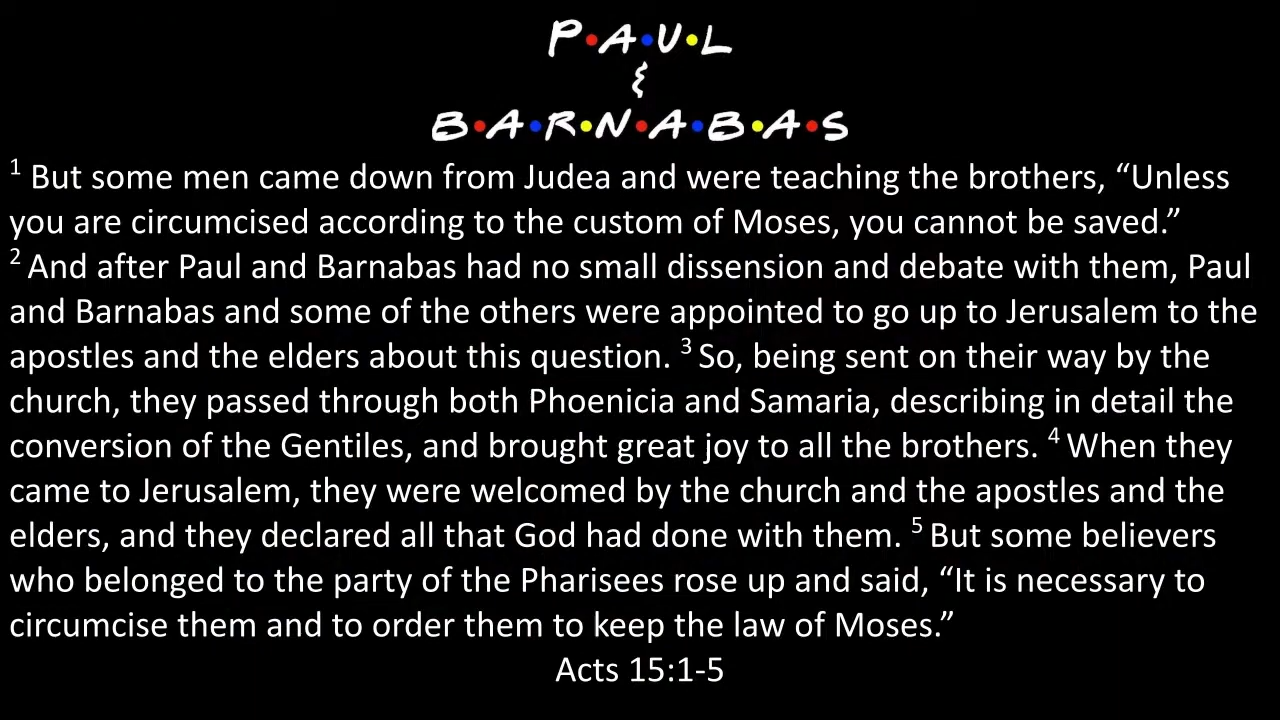 P•A•U•L
&
B•A•R•N•A•B•A•S
1 But some men came down from Judea and were teaching the brothers, “Unless
you are circumcised according to the custom of Moses, you cannot be saved.”
2 And after Paul and Barnabas had no small dissension and debate with them, Paul
and Barnabas and some of the others were appointed to go up to Jerusalem to the
apostles and the elders about this question. 3 So, being sent on their way by the
church, they passed through both Phoenicia and Samaria, describing in detail the
conversion of the Gentiles, and brought great joy to all the brothers. 4 When they
came to Jerusalem, they were welcomed by the church and the apostles and the
elders, and they declared all that God had done with them. 5 But some believers
who belonged to the party of the Pharisees rose up and said, “It is necessary to
circumcise them and to order them to keep the law of Moses.”
Acts 15:1-5